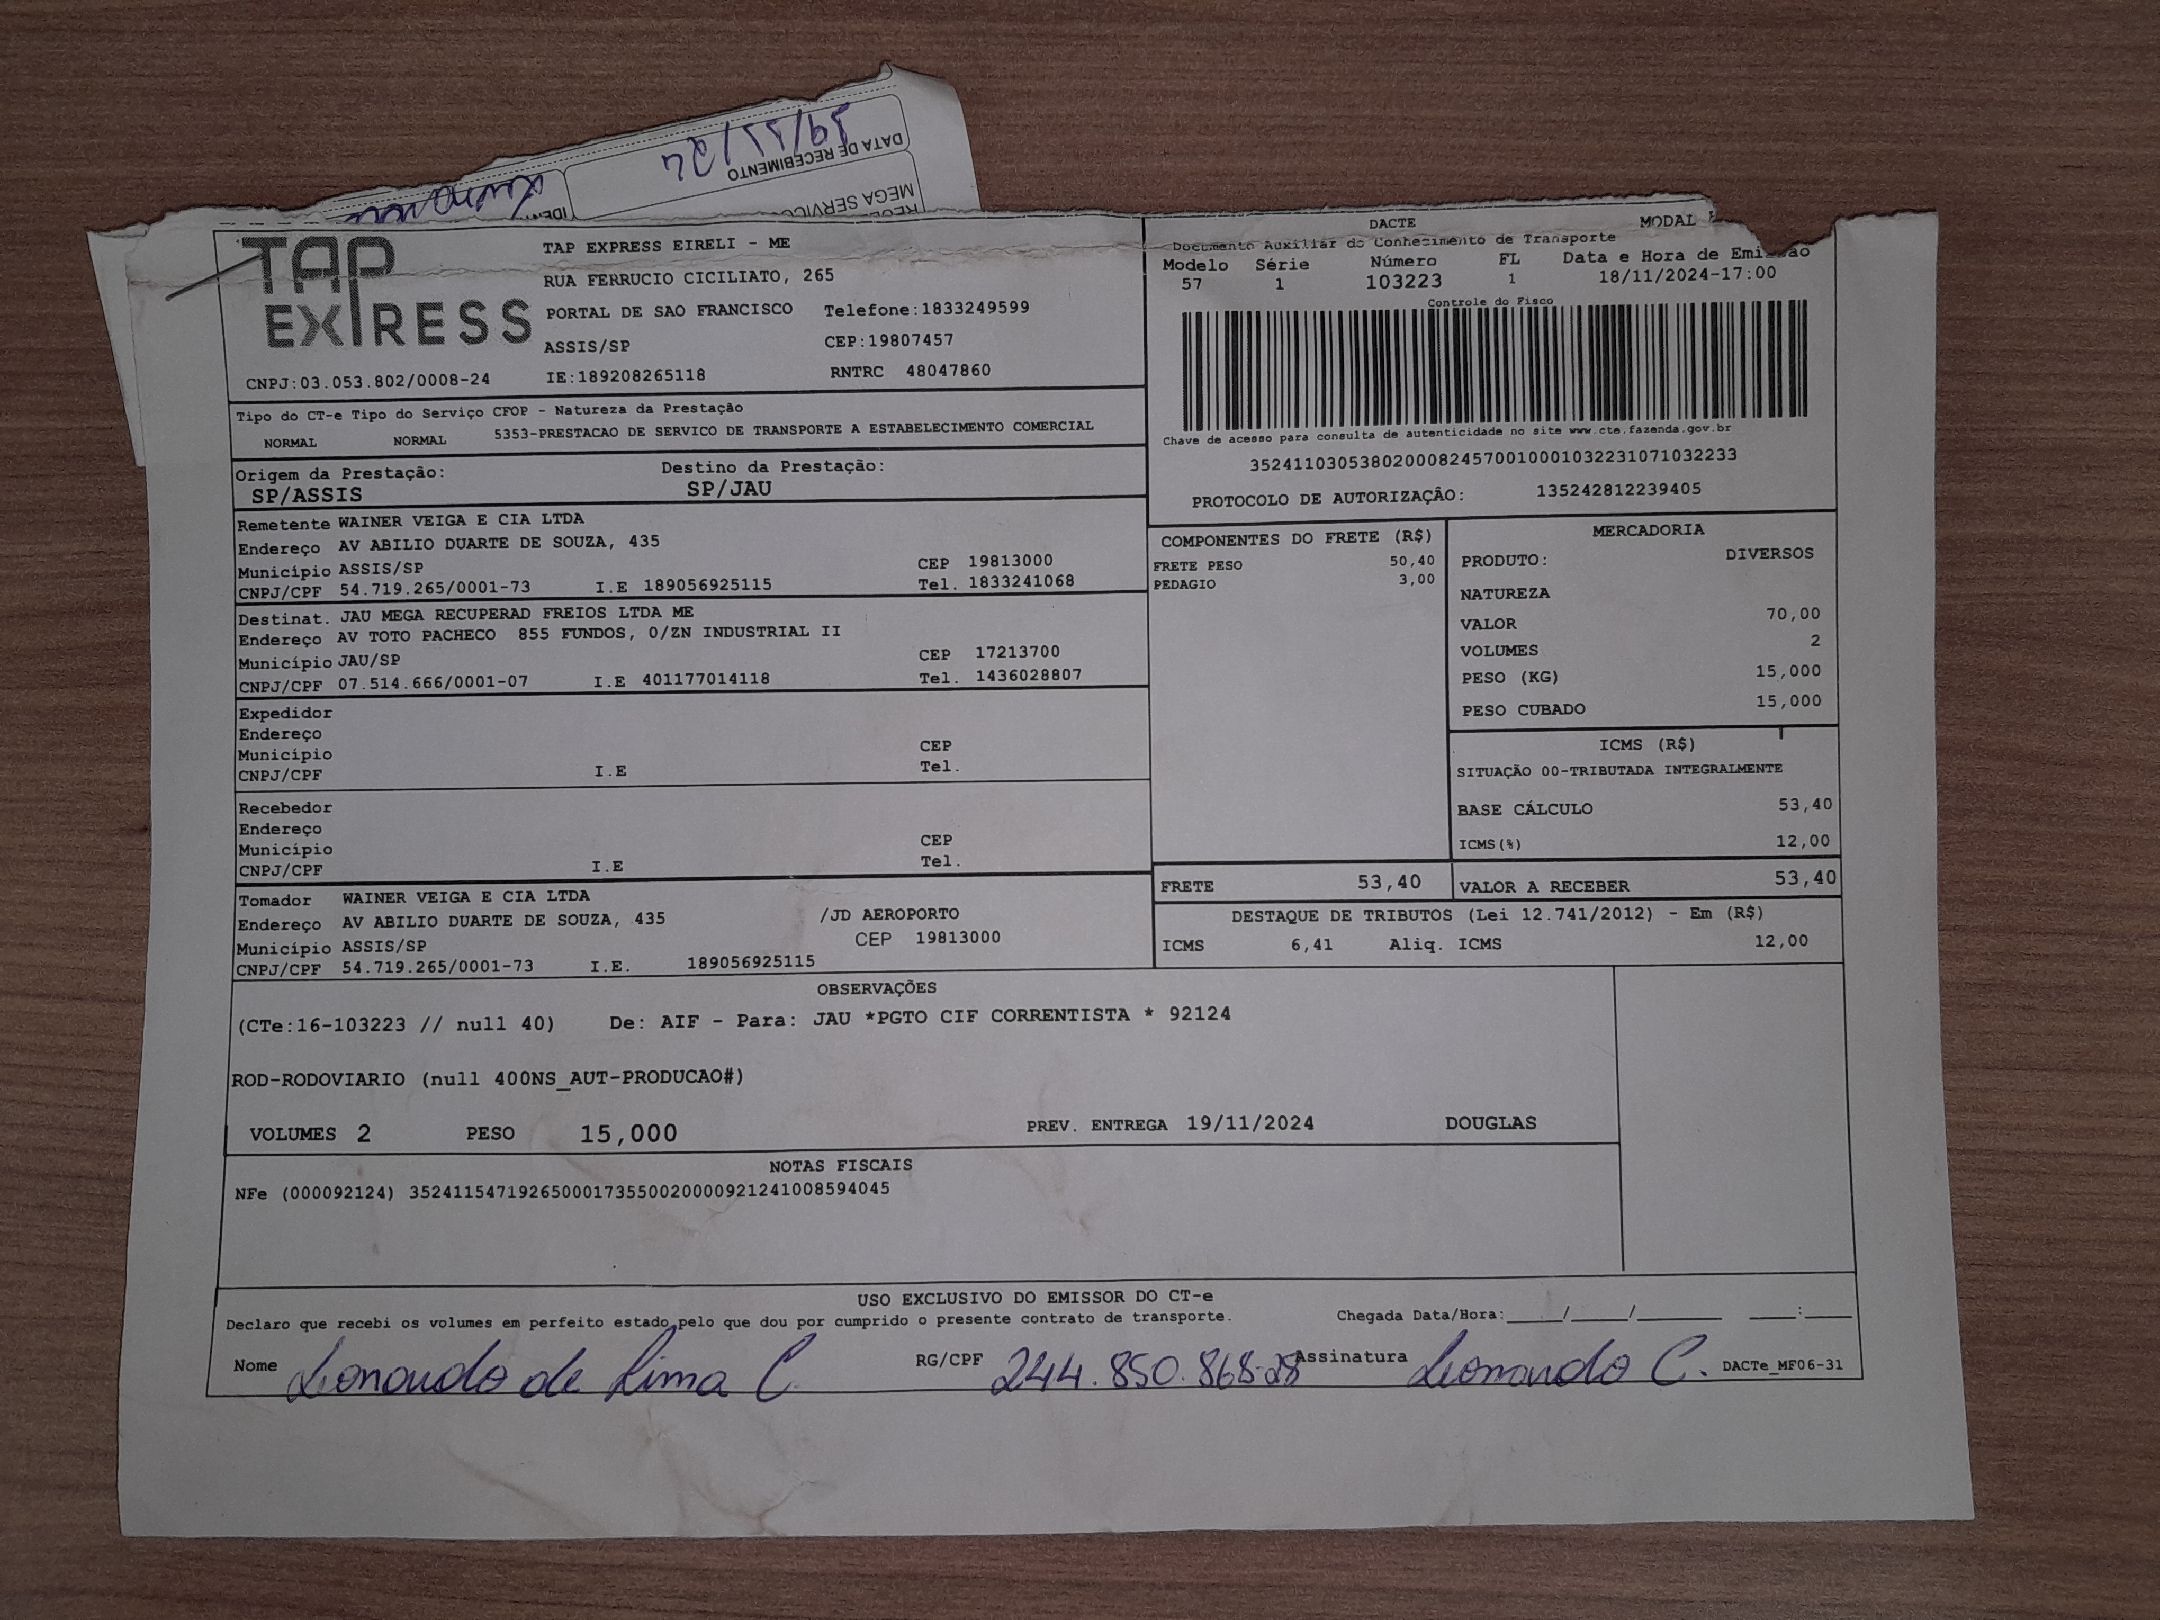 DATA DE RECEBIMENTO
19/11/24
TAP EXPRESS
TAP EXPRESS EIRELI - ME
RUA FERRUCIO CICILIATO, 265
PORTAL DE SAO FRANCISCO Telefone:1833249599
ASSIS/SP CEP:19807457
CNPJ:03.053.802/0008-24 IE:189208265118 RNTRC 48047860
DACTE MODAL
Documento Auxiliar do Conhecimento de Transporte
Modelo Série Número FL Data e Hora de Emissão
57 1 103223 1 18/11/2024-17:00
Controle do Fisco
Chave de acesso para consulta de autenticidade no site www.cte.fazenda.gov.br
35241103053802000824570010001032231071032233
PROTOCOLO DE AUTORIZAÇÃO: 135242812239405
Tipo do CT-e Tipo do Serviço CFOP - Natureza da Prestação
NORMAL NORMAL 5353-PRESTACAO DE SERVICO DE TRANSPORTE A ESTABELECIMENTO COMERCIAL
Origem da Prestação: Destino da Prestação:
SP/ASSIS SP/JAU
Remetente WAINER VEIGA E CIA LTDA
Endereço AV ABILIO DUARTE DE SOUZA, 435
Município ASSIS/SP CEP 19813000
CNPJ/CPF 54.719.265/0001-73 I.E 189056925115 Tel. 1833241068
Destinat. JAU MEGA RECUPERAD FREIOS LTDA ME
Endereço AV TOTO PACHECO 855 FUNDOS, 0/ZN INDUSTRIAL II
Município JAU/SP CEP 17213700
CNPJ/CPF 07.514.666/0001-07 I.E 401177014118 Tel. 1436028807
Expedidor
Endereço
Município CEP
CNPJ/CPF I.E Tel.
Recebedor
Endereço
Município CEP
CNPJ/CPF I.E Tel.
Tomador WAINER VEIGA E CIA LTDA
Endereço AV ABILIO DUARTE DE SOUZA, 435 /JD AEROPORTO
Município ASSIS/SP CEP 19813000
CNPJ/CPF 54.719.265/0001-73 I.E. 189056925115
COMPONENTES DO FRETE (R$)
FRETE PESO 50,40
PEDAGIO 3,00
MERCADORIA
PRODUTO: DIVERSOS
NATUREZA
VALOR 70,00
VOLUMES 2
PESO (KG) 15,000
PESO CUBADO 15,000
ICMS (R$)
SITUAÇÃO 00-TRIBUTADA INTEGRALMENTE
BASE CÁLCULO 53,40
ICMS(%) 12,00
FRETE 53,40 VALOR A RECEBER 53,40
DESTAQUE DE TRIBUTOS (Lei 12.741/2012) - Em (R$)
ICMS 6,41 Aliq. ICMS 12,00
OBSERVAÇÕES
(CTe:16-103223 // null 40) De: AIF - Para: JAU *PGTO CIF CORRENTISTA * 92124
ROD-RODOVIARIO (null 400NS_AUT-PRODUCAO#)
VOLUMES 2 PESO 15,000 PREV. ENTREGA 19/11/2024 DOUGLAS
NOTAS FISCAIS
NFe (000092124) 35241154719265000173550020000921241008594045
USO EXCLUSIVO DO EMISSOR DO CT-e
Declaro que recebi os volumes em perfeito estado pelo que dou por cumprido o presente contrato de transporte. Chegada Data/Hora:____/____/______ ___:___
Nome Leonardo de Lima C. RG/CPF 244.850.868-28 Assinatura Leonardo C. DACTe_MF06-31